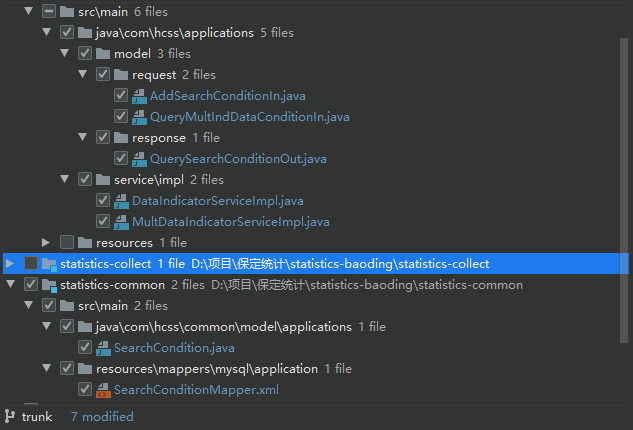 src\main 6 files
java\com\hcss\applications 5 files
model 3 files
request 2 files
AddSearchConditionIn.java
QueryMultIndDataConditionIn.java
response 1 file
QuerySearchConditionOut.java
service\impl 2 files
DataIndicatorServiceImpl.java
MultDataIndicatorServiceImpl.java
resources 1 file
statistics-collect 1 file D:\项目\保定统计\statistics-baoding\statistics-collect
statistics-common 2 files D:\项目\保定统计\statistics-baoding\statistics-common
src\main 2 files
java\com\hcss\common\model\applications 1 file
SearchCondition.java
resources\mappers\mysql\application 1 file
SearchConditionMapper.xml
trunk 7 modified